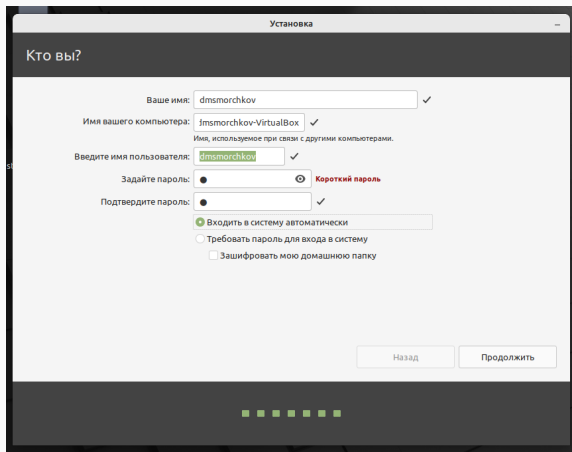 Установка
Кто вы?
Ваше имя: dmsmorchkov
Имя вашего компьютера: dmsmorchkov-VirtualBox
Имя, используемое при связи с другими компьютерами.
Введите имя пользователя: dmsmorchkov
Задайте пароль: ● Короткий пароль
Подтвердите пароль: ●
Входить в систему автоматически
Требовать пароль для входа в систему
Зашифровать мою домашнюю папку
Назад Продолжить